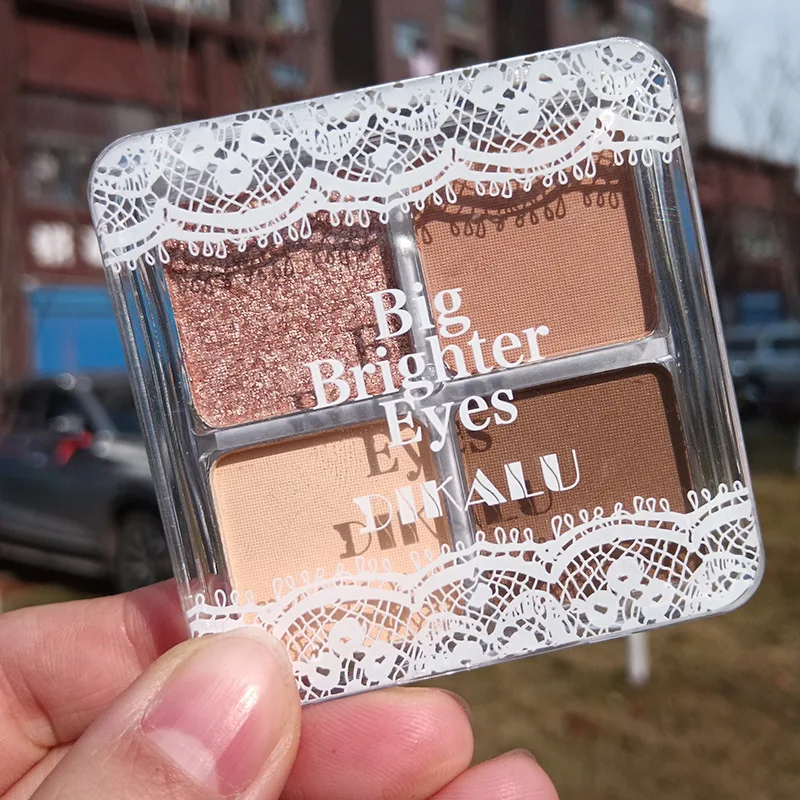 Big
Brighter
Eyes
DIKALU